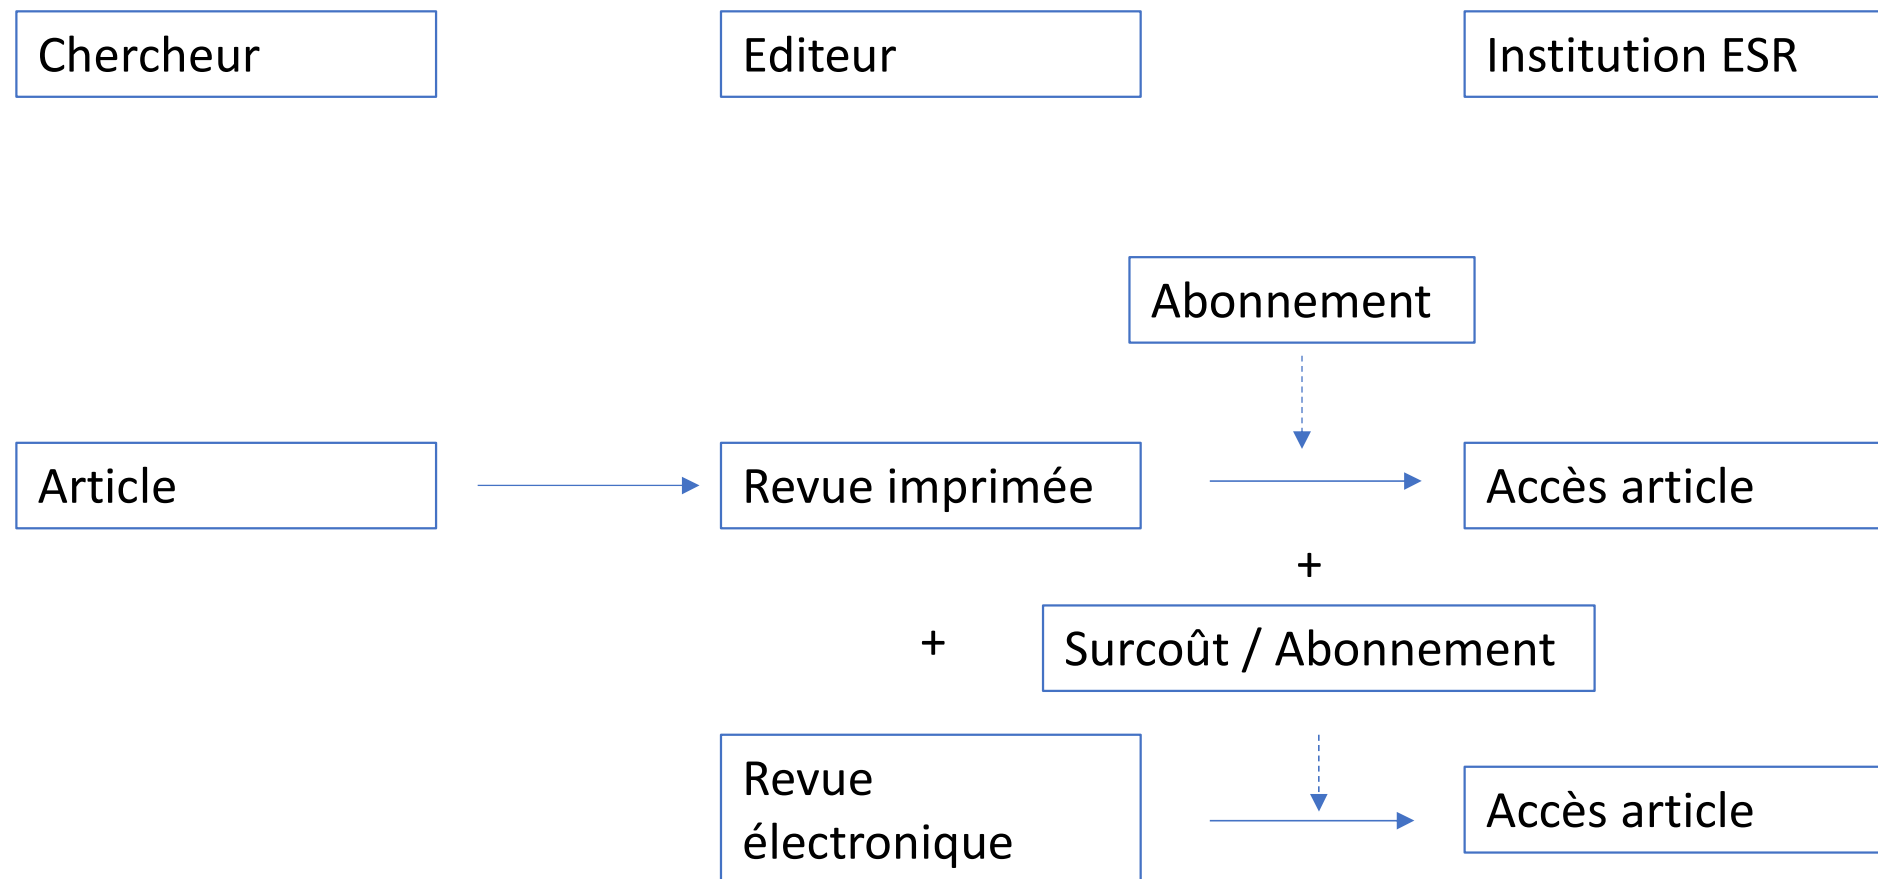 Chercheur
Editeur
Institution ESR
Abonnement
Article
Revue imprimée
Accès article
+
+
Surcoût / Abonnement
Revue
électronique
Accès article